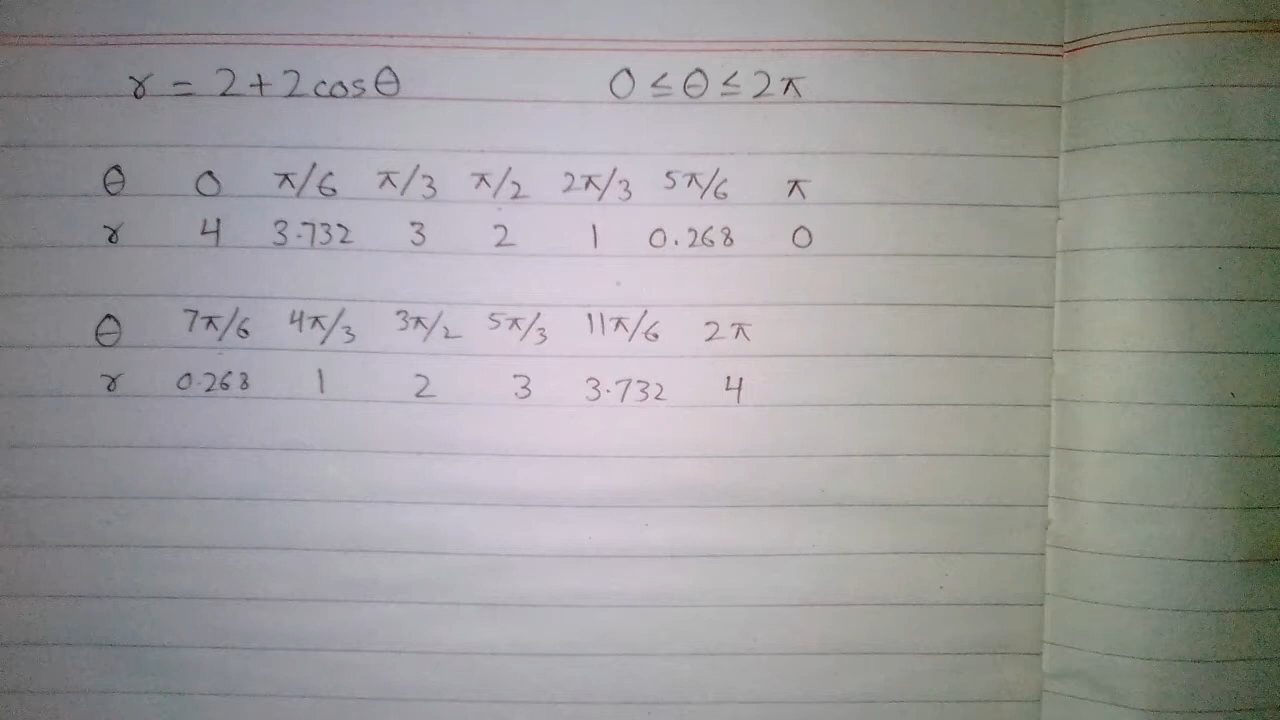 r = 2+2cosθ 0 ≤ θ ≤ 2π
θ 0 π/6 π/3 π/2 2π/3 5π/6 π
r 4 3.732 3 2 1 0.268 0
θ 7π/6 4π/3 3π/2 5π/3 11π/6 2π
r 0.268 1 2 3 3.732 4